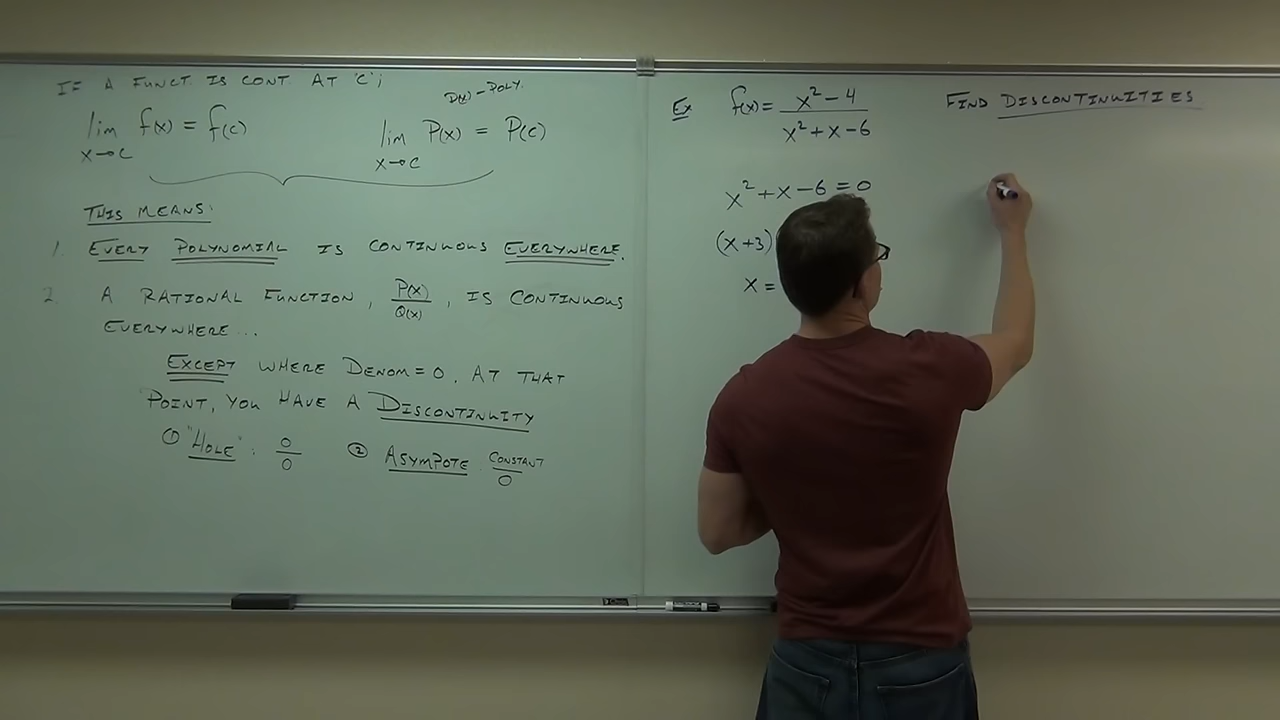 IF A FUNCT IS CONT AT 'C';
lim x→c f(x) = f(c)
P(x) - POLY.
lim x→c P(x) = P(c)
THIS MEANS:
1. EVERY POLYNOMIAL IS CONTINUOUS EVERYWHERE.
2. A RATIONAL FUNCTION, P(x)/Q(x), IS CONTINUOUS
EVERYWHERE...
EXCEPT WHERE DENOM=0. AT THAT
POINT, YOU HAVE A DISCONTINUITY
① "HOLE": 0/0 ② ASYMPOTE: CONSTANT/0
Ex f(x) = x²-4/x²+x-6
FIND DISCONTINUITIES
x²+x-6=0
(x+3)
x=